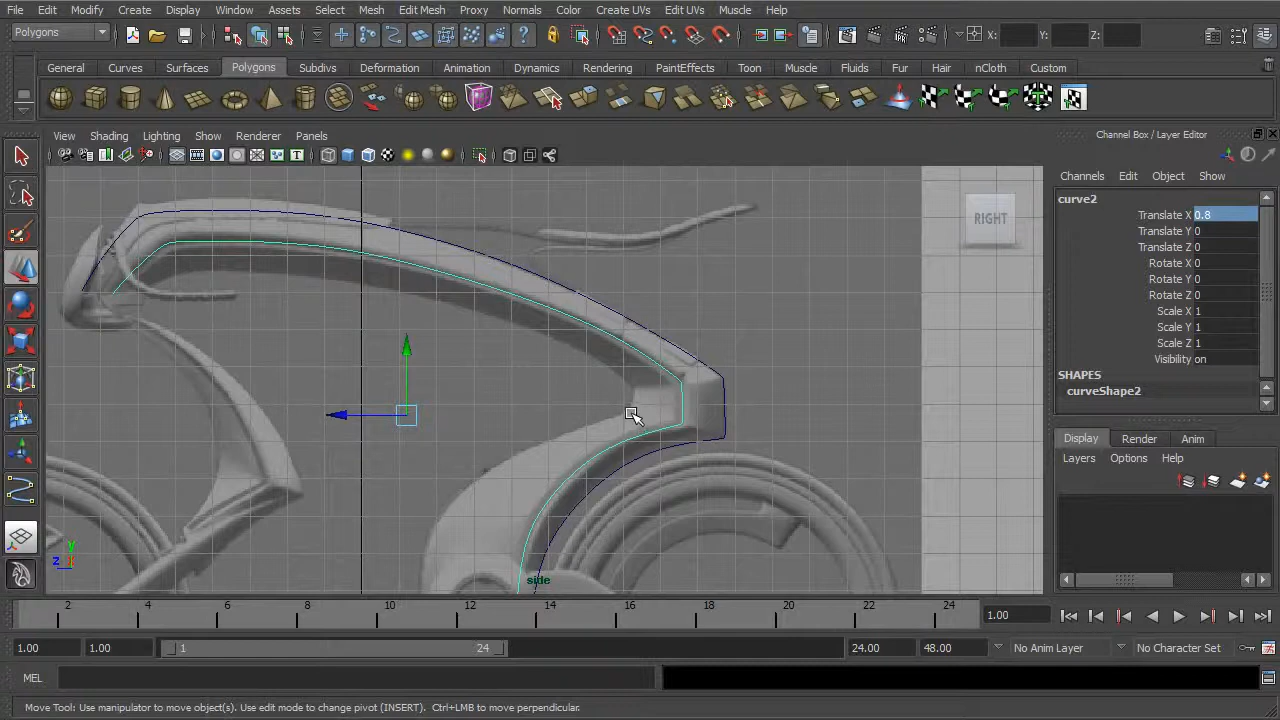 File Edit Modify Create Display Window Assets Select Mesh Edit Mesh Proxy Normals Color Create UVs Edit UVs Muscle Help
Polygons X: Y: Z:
General Curves Surfaces Polygons Subdivs Deformation Animation Dynamics Rendering PaintEffects Toon Muscle Fluids Fur Hair nCloth Custom
View Shading Lighting Show Renderer Panels
Channel Box / Layer Editor
Channels Edit Object Show
curve2
Translate X 0.8
Translate Y 0
Translate Z 0
Rotate X 0
Rotate Y 0
Rotate Z 0
Scale X 1
Scale Y 1
Scale Z 1
Visibility on
SHAPES
curveShape2
RIGHT
Display Render Anim
Layers Options Help
y
z
side
2 4 6 8 10 12 14 16 18 20 22 24 1.00
1.00 1.00 1 24 24.00 48.00 No Anim Layer No Character Set
MEL
Move Tool: Use manipulator to move object(s). Use edit mode to change pivot (INSERT). Ctrl+LMB to move perpendicular.